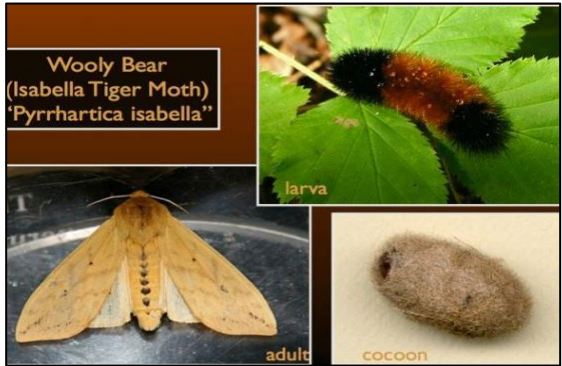 Wooly Bear
(Isabella Tiger Moth)
“Pyrrhartica isabella”
larva
adult
cocoon